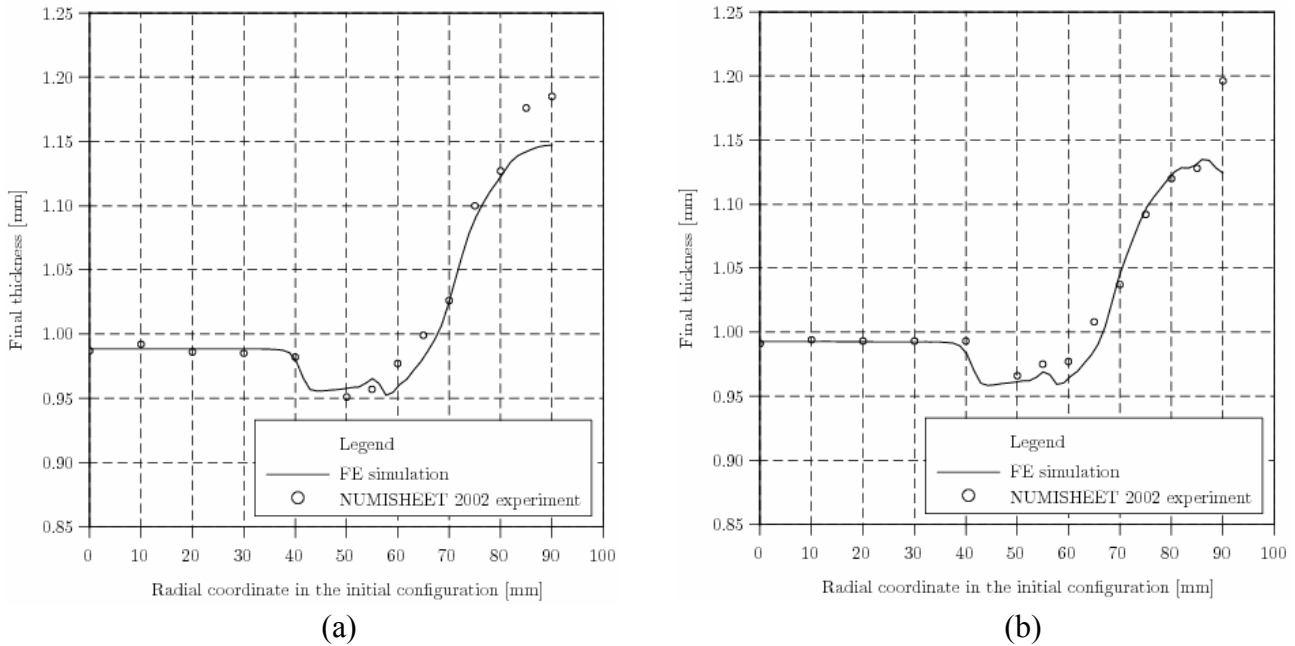 1.25
1.20
1.15
1.10
1.05
1.00
0.95
0.90
0.85
Final thickness [mm]
Legend
FE simulation
NUMISHEET 2002 experiment
0 10 20 30 40 50 60 70 80 90 100
Radial coordinate in the initial configuration [mm]
(a)
1.25
1.20
1.15
1.10
1.05
1.00
0.95
0.90
0.85
Final thickness [mm]
Legend
FE simulation
NUMISHEET 2002 experiment
0 10 20 30 40 50 60 70 80 90 100
Radial coordinate in the initial configuration [mm]
(b)